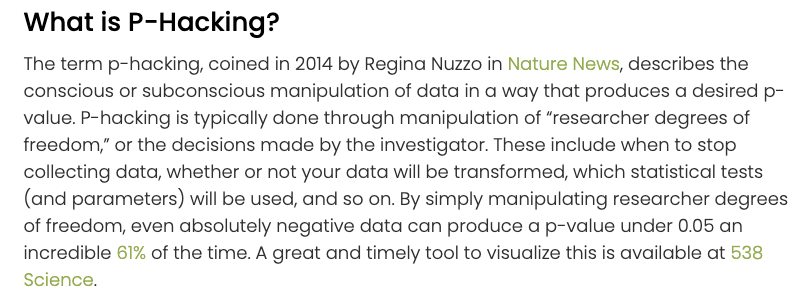 What is P-Hacking?
The term p-hacking, coined in 2014 by Regina Nuzzo in Nature News, describes the
conscious or subconscious manipulation of data in a way that produces a desired p-
value. P-hacking is typically done through manipulation of “researcher degrees of
freedom,” or the decisions made by the investigator. These include when to stop
collecting data, whether or not your data will be transformed, which statistical tests
(and parameters) will be used, and so on. By simply manipulating researcher degrees
of freedom, even absolutely negative data can produce a p-value under 0.05 an
incredible 61% of the time. A great and timely tool to visualize this is available at 538
Science.